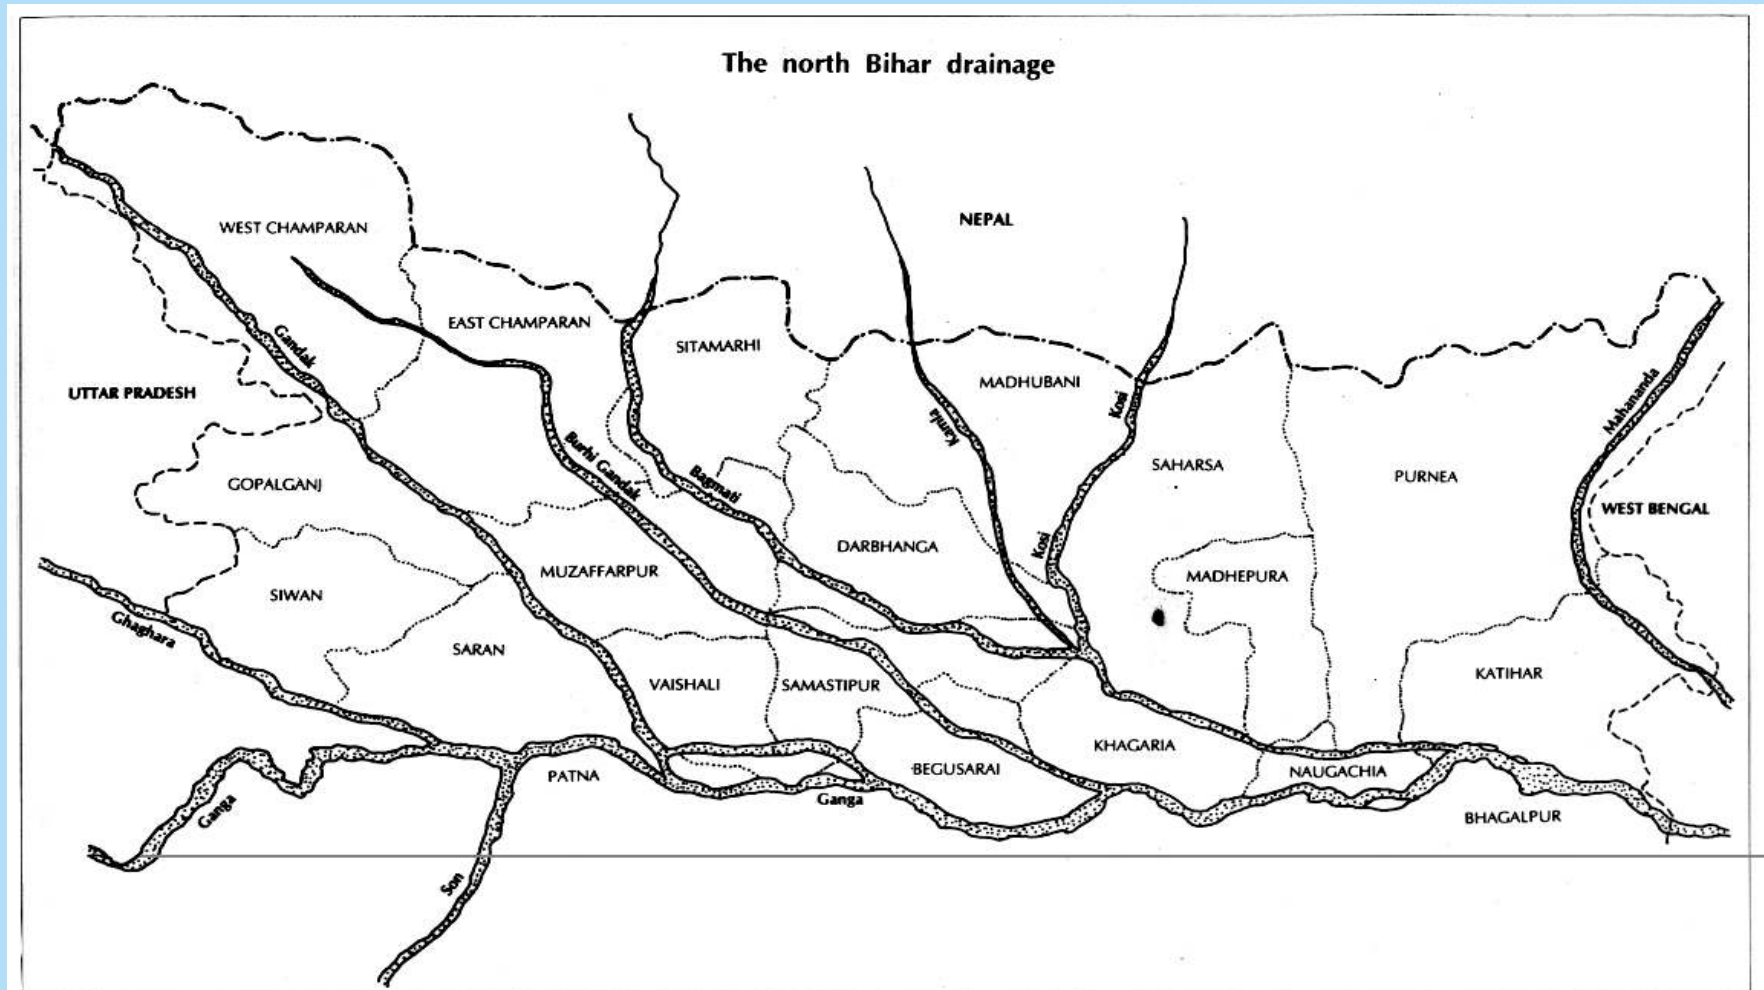 The north Bihar drainage
NEPAL
WEST CHAMPARAN
EAST CHAMPARAN
SITAMARHI
Gandak
MADHUBANI
UTTAR PRADESH
Kosi
Mahananda
Kamla
Burhi Gandak
Bagmati
SAHARSA
PURNEA
GOPALGANJ
WEST BENGAL
DARBHANGA
Kosi
MUZAFFARPUR
MADHEPURA
SIWAN
Ghaghara
SARAN
VAISHALI
SAMASTIPUR
KATIHAR
KHAGARIA
PATNA
BEGUSARAI
NAUGACHIA
Ganga
Ganga
BHAGALPUR
Son